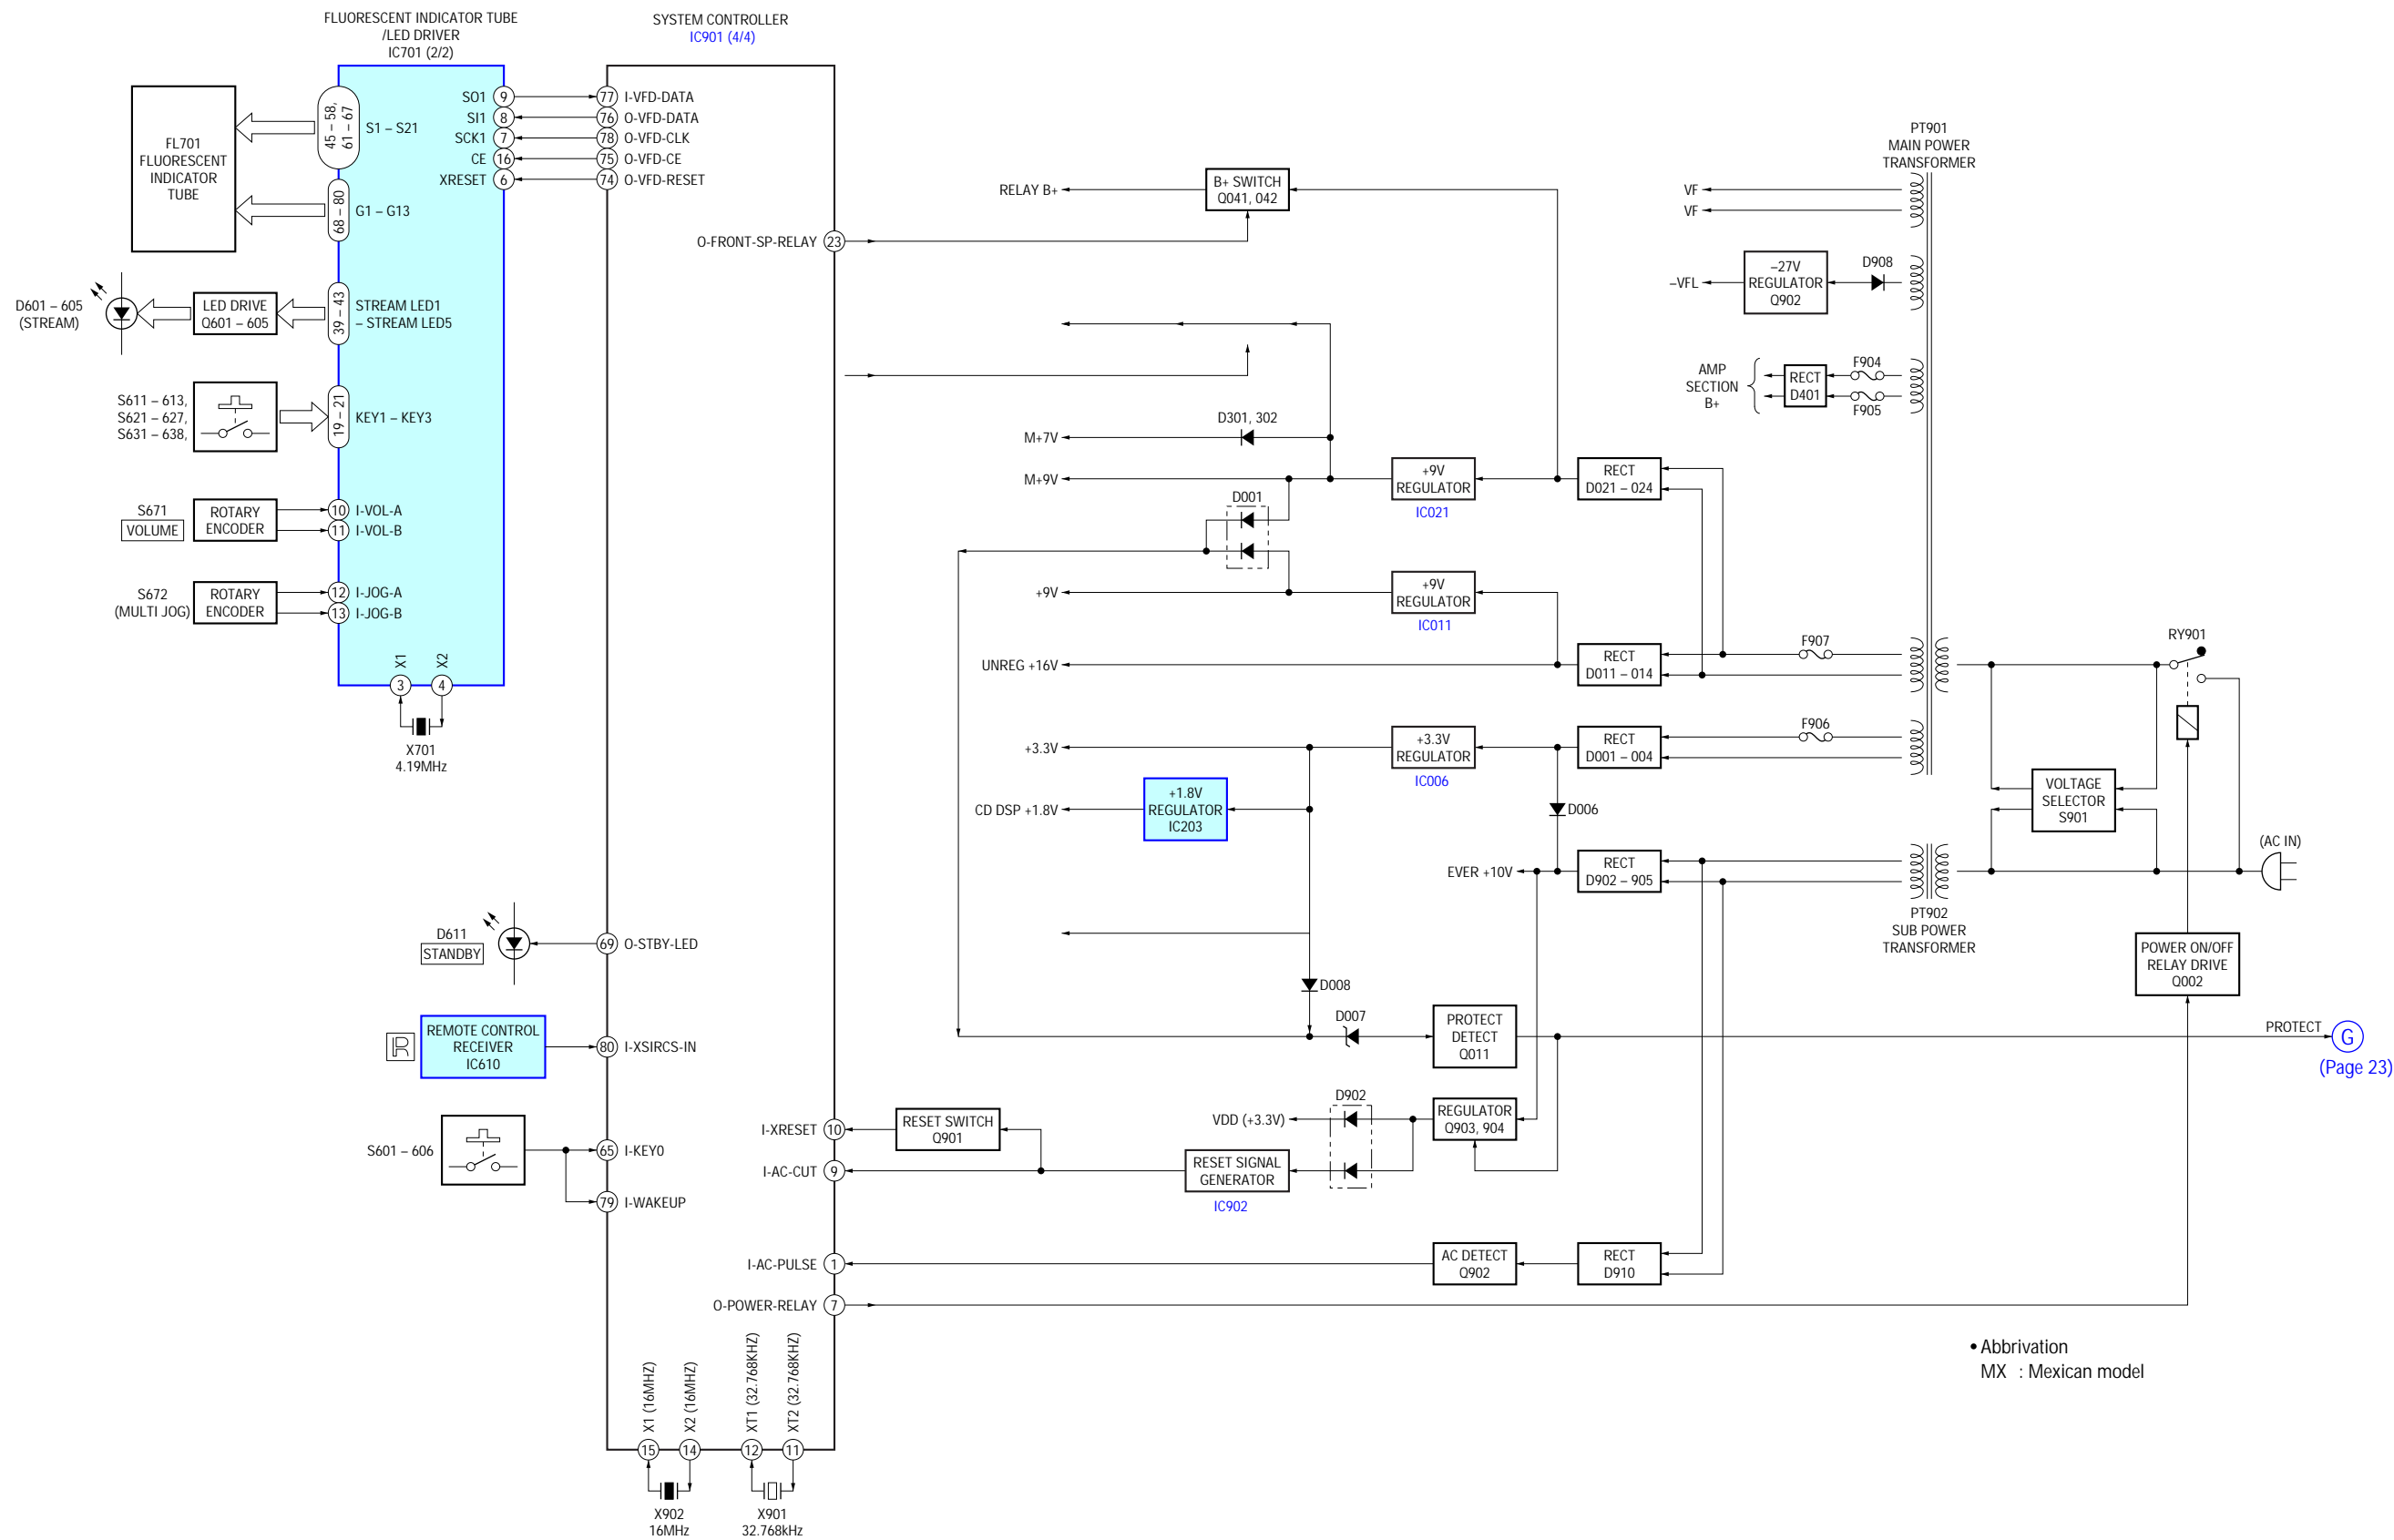 FLUORESCENT INDICATOR TUBE
/LED DRIVER
IC701 (2/2)
SYSTEM CONTROLLER
IC901 (4/4)
FL701
FLUORESCENT
INDICATOR
TUBE
45 – 58,
61 – 67
S1 – S21
68 – 80
G1 – G13
SO1 9
SI1 8
SCK1 7
CE 16
XRESET 6
77 I-VFD-DATA
76 O-VFD-DATA
78 O-VFD-CLK
75 O-VFD-CE
74 O-VFD-RESET
O-FRONT-SP-RELAY 23
D601 – 605
(STREAM)
LED DRIVE
Q601 – 605
39 – 43
STREAM LED1
– STREAM LED5
S611 – 613,
S621 – 627,
S631 – 638,
19 – 21
KEY1 – KEY3
S671
VOLUME
ROTARY
ENCODER
10 I-VOL-A
11 I-VOL-B
S672
(MULTI JOG)
ROTARY
ENCODER
12 I-JOG-A
13 I-JOG-B
X1
X2
3
4
X701
4.19MHz
D611
STANDBY
69 O-STBY-LED
R
REMOTE CONTROL
RECEIVER
IC610
80 I-XSIRCS-IN
S601 – 606
65 I-KEY0
79 I-WAKEUP
I-XRESET 10
I-AC-CUT 9
I-AC-PULSE 1
O-POWER-RELAY 7
X1 (16MHZ)
X2 (16MHZ)
XT1 (32.768KHZ)
XT2 (32.768KHZ)
15
14
12
11
X902
16MHz
X901
32.768kHz
RELAY B+
B+ SWITCH
Q041, 042
D301, 302
M+7V
M+9V
+9V
REGULATOR
IC021
RECT
D021 – 024
D001
+9V
+9V
REGULATOR
IC011
UNREG +16V
RECT
D011 – 014
F907
+3.3V
+3.3V
REGULATOR
IC006
RECT
D001 – 004
F906
CD DSP +1.8V
+1.8V
REGULATOR
IC203
D006
EVER +10V
RECT
D902 – 905
D008
D007
PROTECT
DETECT
Q011
PROTECT
G
(Page 23)
RESET SWITCH
Q901
VDD (+3.3V)
D902
REGULATOR
Q903, 904
RESET SIGNAL
GENERATOR
IC902
AC DETECT
Q902
RECT
D910
PT901
MAIN POWER
TRANSFORMER
VF
VF
–VFL
–27V
REGULATOR
Q902
D908
AMP
SECTION
B+
RECT
D401
F904
F905
RY901
VOLTAGE
SELECTOR
S901
(AC IN)
PT902
SUB POWER
TRANSFORMER
POWER ON/OFF
RELAY DRIVE
Q002
• Abbrivation
MX : Mexican model